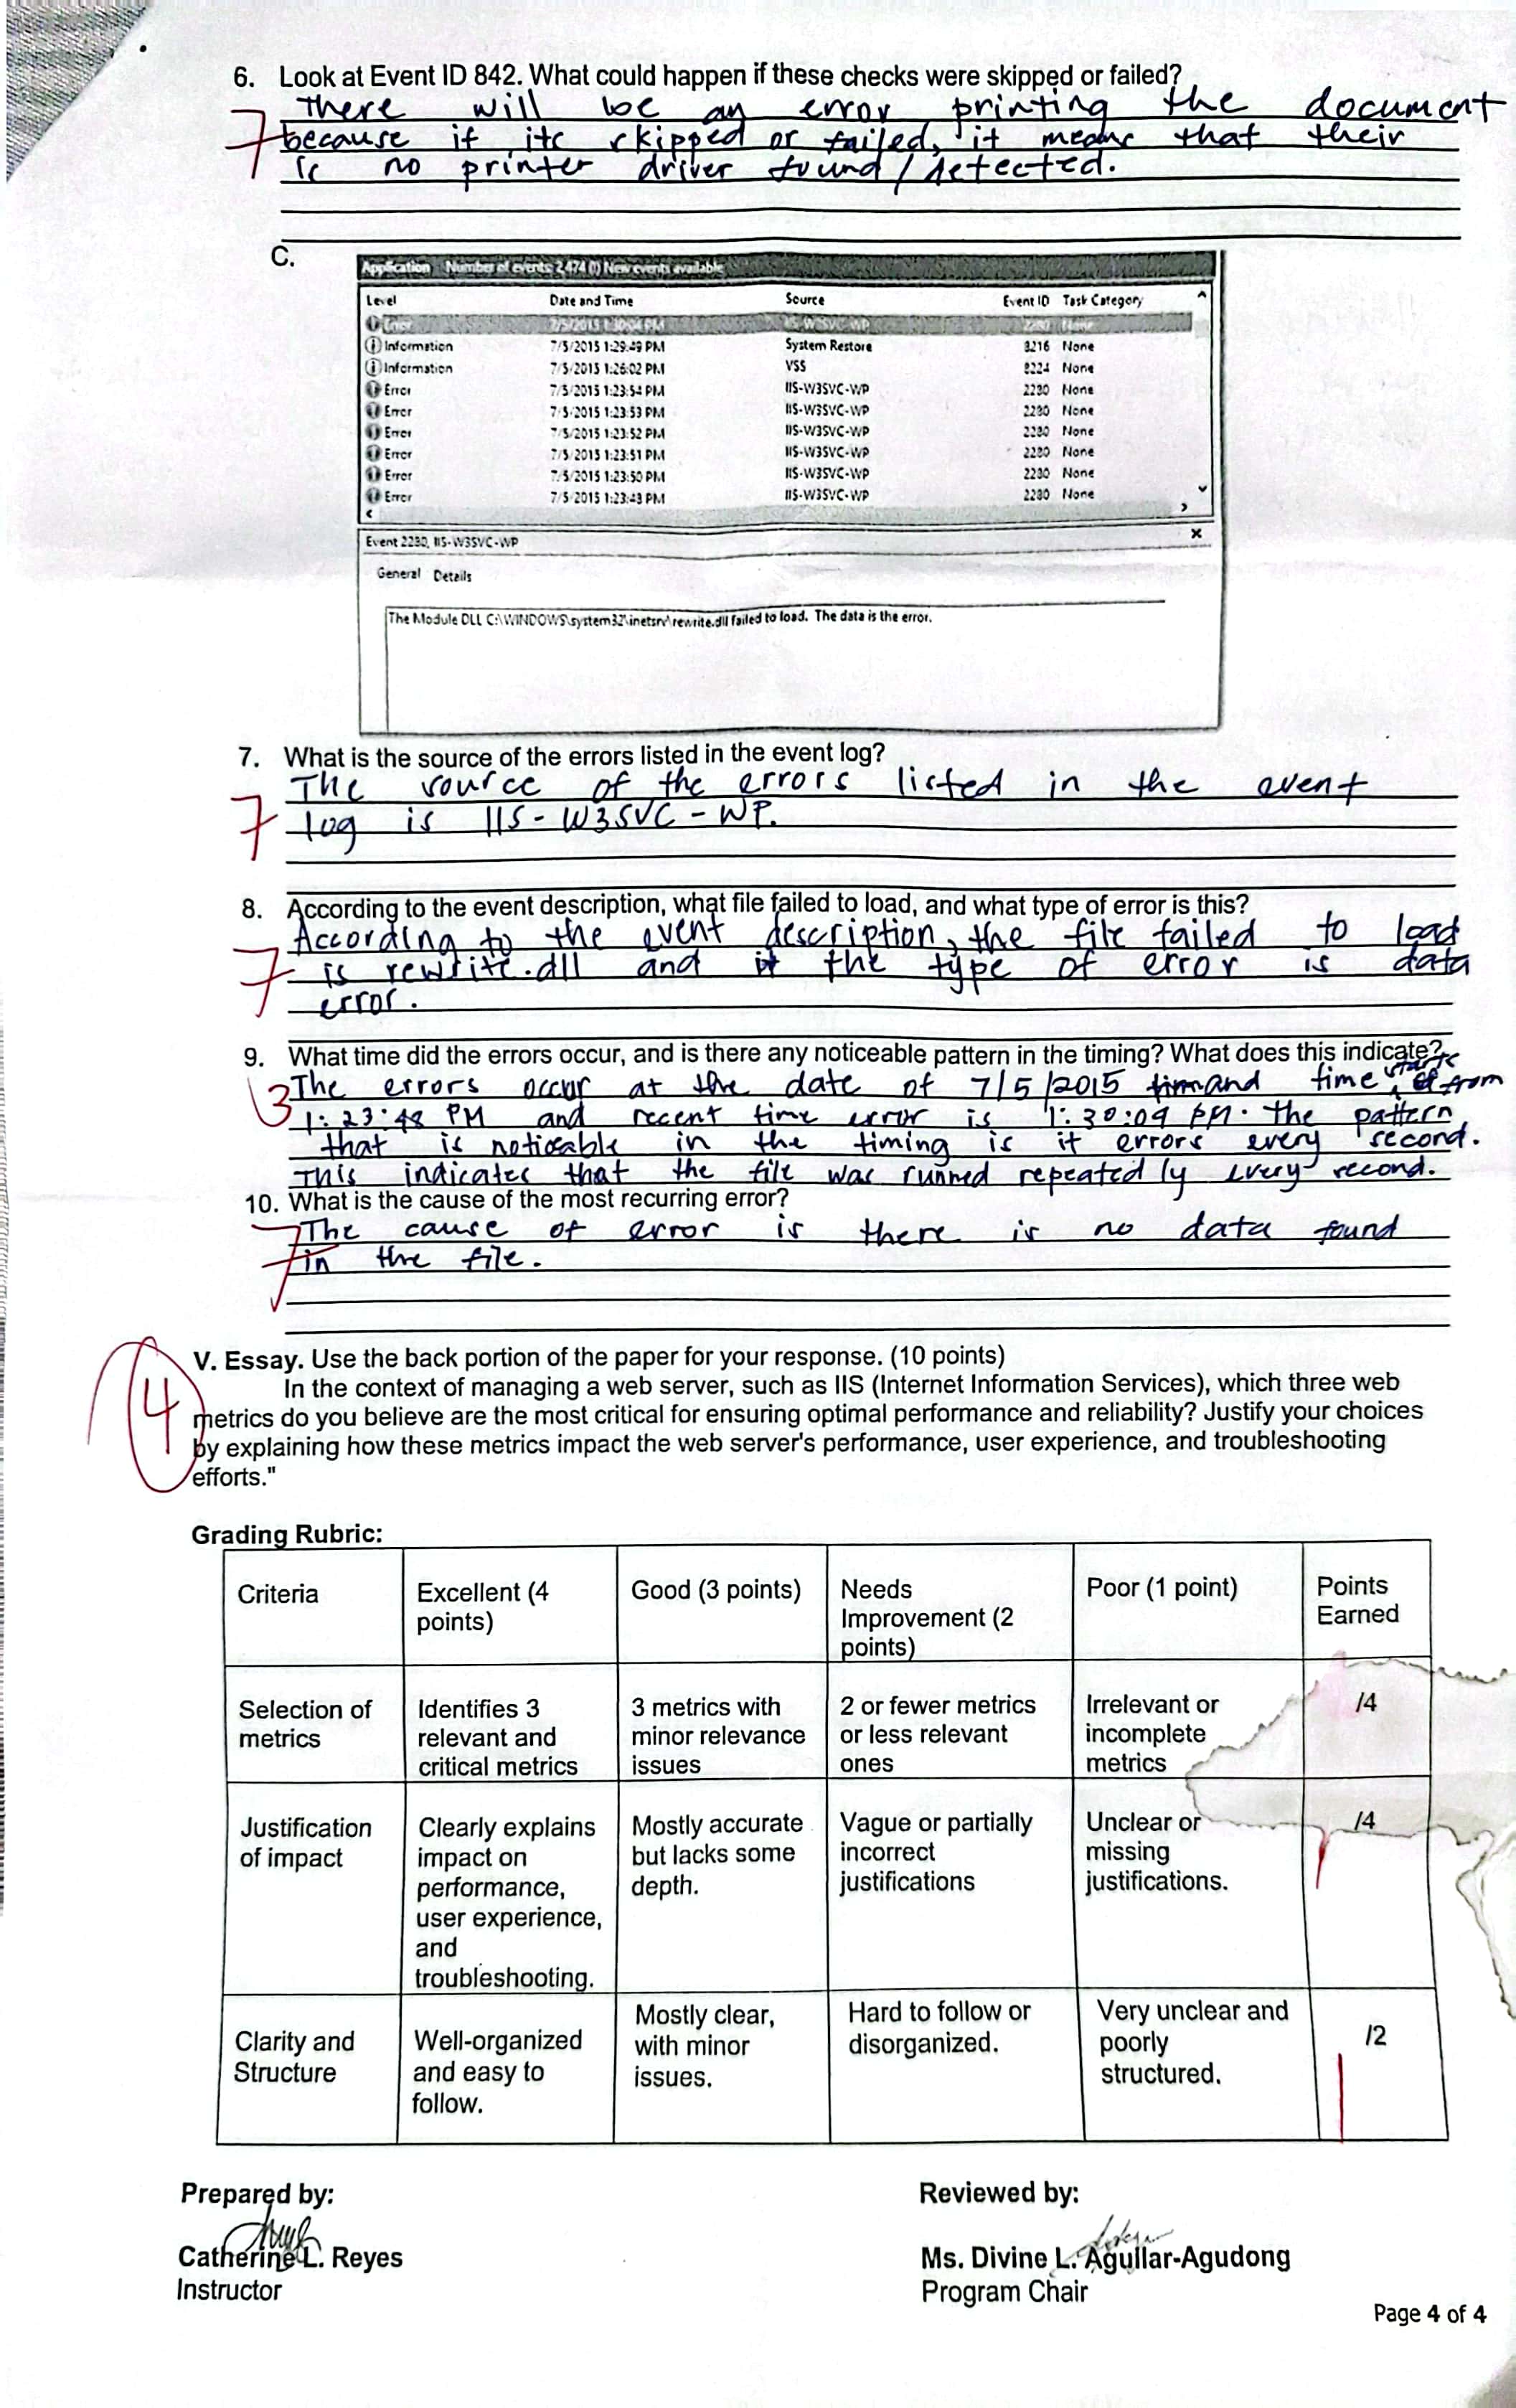 6. Look at Event ID 842. What could happen if these checks were skipped or failed?
There will be an error printing the document
7 because if its skipped or failed, it means that their
is no printer driver found/detected.
C.
Application Number of events: 2,474 (!) New events available
Level Date and Time Source Event ID Task Category
Error 7/5/2015 1:30:04 PM IIS-W3SVC-WP 2280 None
Information 7/5/2015 1:29:49 PM System Restore 8216 None
Information 7/5/2015 1:26:02 PM VSS 8224 None
Error 7/5/2015 1:23:54 PM IIS-W3SVC-WP 2280 None
Error 7/5/2015 1:23:53 PM IIS-W3SVC-WP 2280 None
Error 7/5/2015 1:23:52 PM IIS-W3SVC-WP 2280 None
Error 7/5/2015 1:23:51 PM IIS-W3SVC-WP 2280 None
Error 7/5/2015 1:23:50 PM IIS-W3SVC-WP 2280 None
Error 7/5/2015 1:23:48 PM IIS-W3SVC-WP 2280 None
Event 2280, IIS-W3SVC-WP
General Details
The Module DLL C:\WINDOWS\system32\inetsrv\rewrite.dll failed to load. The data is the error.
7. What is the source of the errors listed in the event log?
The source of the errors listed in the event
7 log is IIS-W3SVC-WP.
8. According to the event description, what file failed to load, and what type of error is this?
According to the event description, the file failed to load
7 is rewrite.dll and the type of error is data
error.
9. What time did the errors occur, and is there any noticeable pattern in the timing? What does this indicate?
3 The errors occur at the date of 7/5/2015 and time starts from
1:23:48 PM and recent time error is 1:30:09 PM. The pattern
that is noticable in the timing is it errors every second.
This indicates that the file was runned repeatedly every second.
10. What is the cause of the most recurring error?
The cause of error is there is no data found
7 in the file.
V. Essay. Use the back portion of the paper for your response. (10 points)
In the context of managing a web server, such as IIS (Internet Information Services), which three web
4 metrics do you believe are the most critical for ensuring optimal performance and reliability? Justify your choices
by explaining how these metrics impact the web server's performance, user experience, and troubleshooting
efforts."
Grading Rubric:
Criteria
Excellent (4
points)
Good (3 points)
Needs
Improvement (2
points)
Poor (1 point)
Points
Earned
Selection of
metrics
Identifies 3
relevant and
critical metrics
3 metrics with
minor relevance
issues
2 or fewer metrics
or less relevant
ones
Irrelevant or
incomplete
metrics
/4
Justification
of impact
Clearly explains
impact on
performance,
user experience,
and
troubleshooting.
Mostly accurate
but lacks some
depth.
Vague or partially
incorrect
justifications
Unclear or
missing
justifications.
/4
Clarity and
Structure
Well-organized
and easy to
follow.
Mostly clear,
with minor
issues.
Hard to follow or
disorganized.
Very unclear and
poorly
structured.
/2
Prepared by:
Catherine L. Reyes
Instructor
Reviewed by:
Ms. Divine L. Aguilar-Agudong
Program Chair
Page 4 of 4